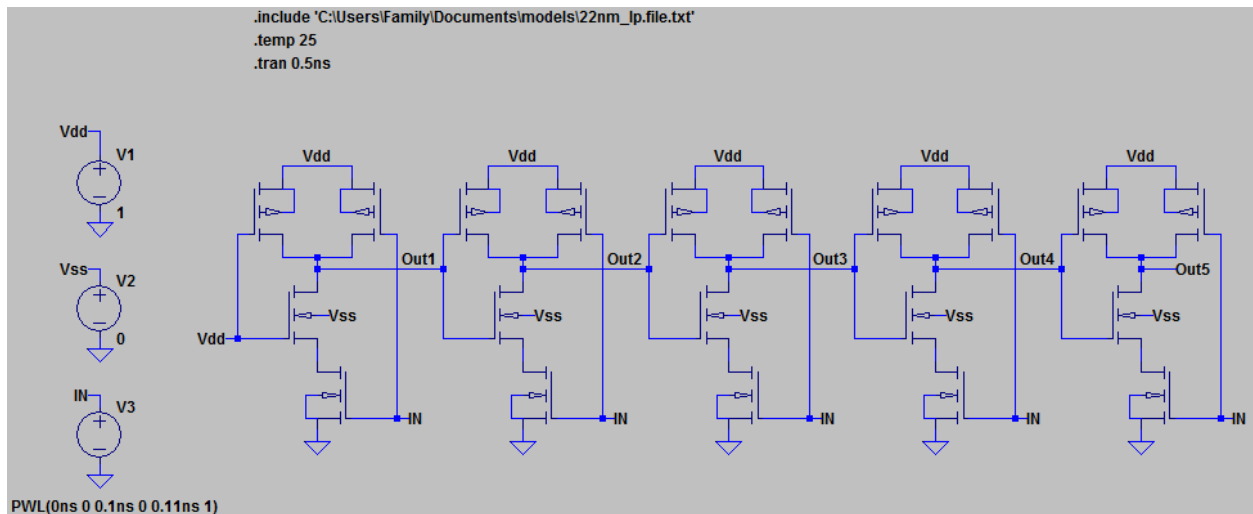 .include 'C:\Users\Family\Documents\models\22nm_lp.file.txt'
.temp 25
.tran 0.5ns
Vdd
V1
1
Vss
V2
0
IN
V3
PWL(0ns 0 0.1ns 0 0.11ns 1)
Vdd Vdd Vdd Vdd Vdd
Out1 Out2 Out3 Out4 Out5
Vss Vss Vss Vss Vss
Vdd
IN IN IN IN IN